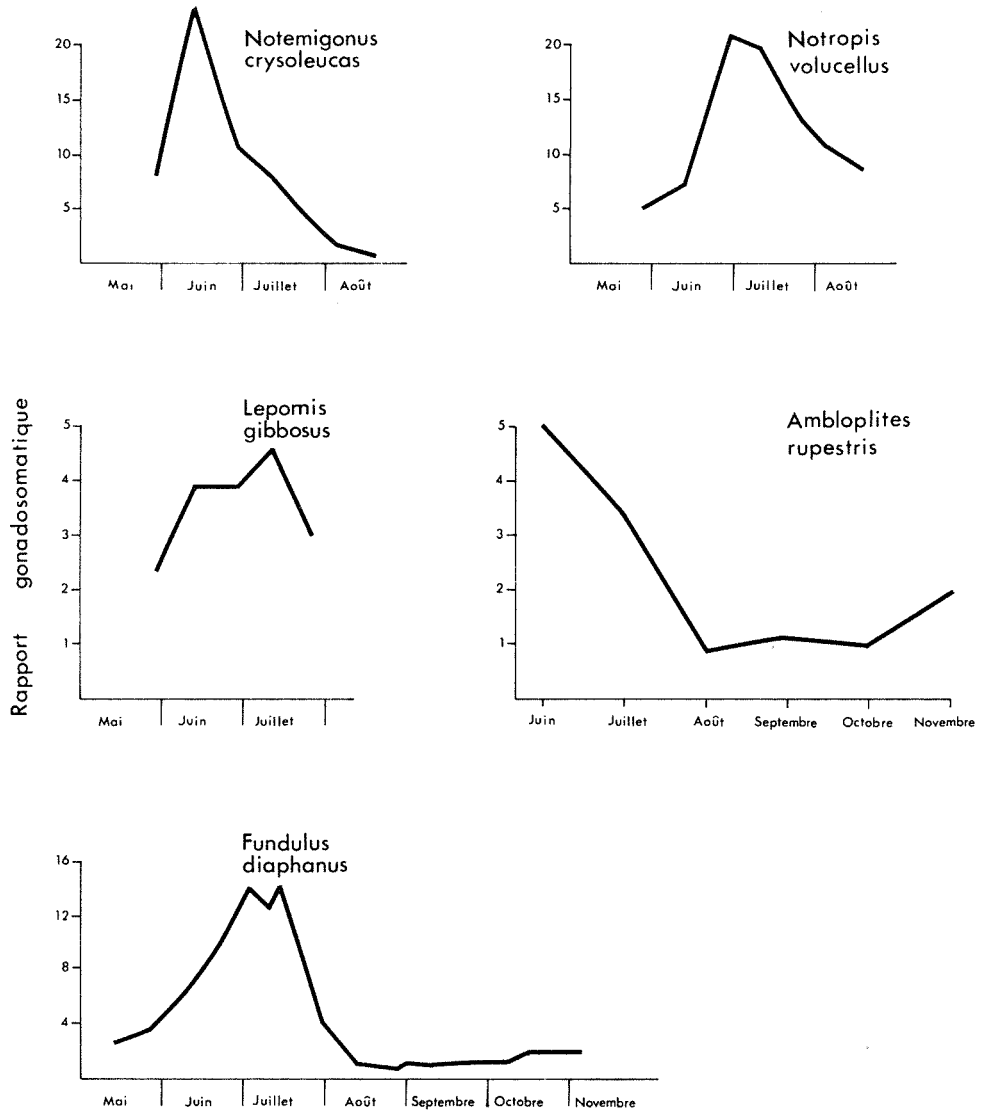 Notemigonus
crysoleucas
20
15
10
5
Mai Juin Juillet Août
Notropis
volucellus
20
15
10
5
Mai Juin Juillet Août
Rapport gonadosomatique
Lepomis
gibbosus
5
4
3
2
1
Mai Juin Juillet
Ambloplites
rupestris
5
4
3
2
1
Juin Juillet Août Septembre Octobre Novembre
Fundulus
diaphanus
16
12
8
4
Mai Juin Juillet Août Septembre Octobre Novembre